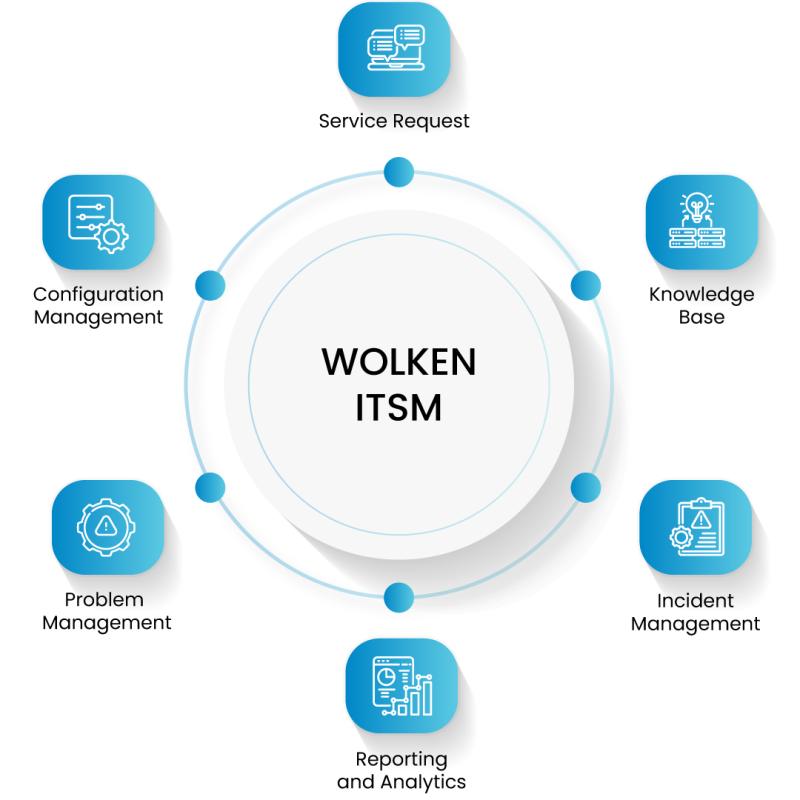 Service Request
Configuration
Management
Knowledge
Base
WOLKEN
ITSM
Problem
Management
Incident
Management
Reporting
and Analytics